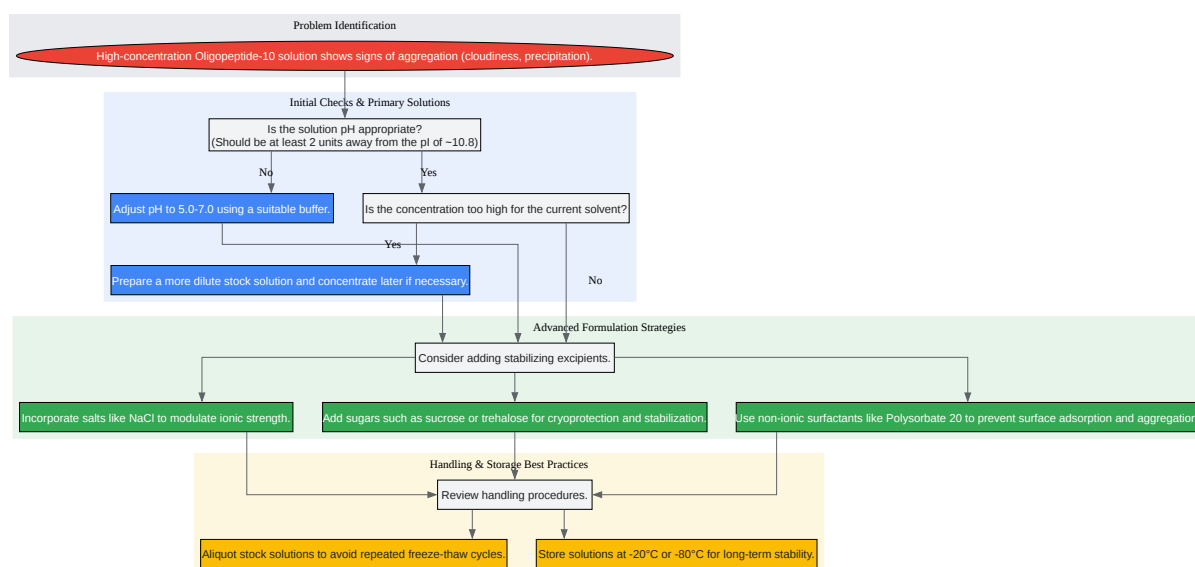 Problem Identification
High-concentration Oligopeptide-10 solution shows signs of aggregation (cloudiness, precipitation).
Initial Checks & Primary Solutions
Is the solution pH appropriate?
(Should be at least 2 units away from the pI of ~10.8)
No
Yes
Adjust pH to 5.0-7.0 using a suitable buffer.
Is the concentration too high for the current solvent?
Yes
Prepare a more dilute stock solution and concentrate later if necessary.
No
Advanced Formulation Strategies
Consider adding stabilizing excipients.
Incorporate salts like NaCl to modulate ionic strength.
Add sugars such as sucrose or trehalose for cryoprotection and stabilization.
Use non-ionic surfactants like Polysorbate 20 to prevent surface adsorption and aggregation
Handling & Storage Best Practices
Review handling procedures.
Aliquot stock solutions to avoid repeated freeze-thaw cycles.
Store solutions at -20°C or -80°C for long-term stability.